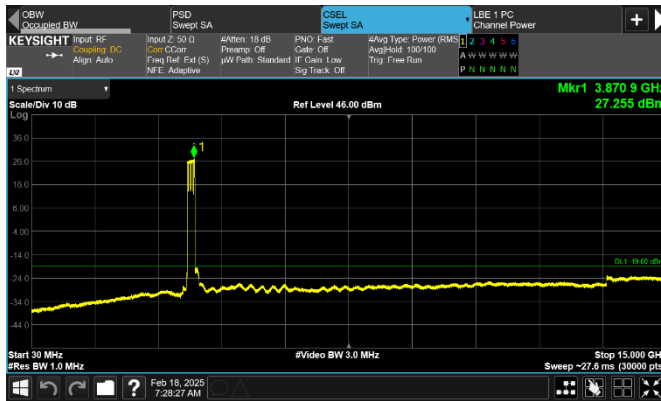 OBW
Occupied BW
PSD
Swept SA
CSEL
Swept SA
LBE 1 PC
Channel Power
+
KEYSIGHT
Input: RF
Coupling: DC
Align: Auto
Input Z: 50 Ω
Corr CCorr
Freq Ref: Ext (S)
NFE: Adaptive
#Atten: 18 dB
Preamp: Off
µW Path: Standard
PNO: Fast
Gate: Off
IF Gain: Low
Sig Track: Off
#Avg Type: Power (RMS
Avg|Hold: 100/100
Trig: Free Run
1 2 3 4 5 6
A W W W W W
P N N N N N
LXI
1 Spectrum
Scale/Div 10 dB
Ref Level 46.00 dBm
Mkr1 3.870 9 GHz
27.255 dBm
Log
36.0
26.0
16.0
6.00
-4.00
-14.0
-24.0
-34.0
-44.0
1
DL1 -19.00 dBm
Start 30 MHz
#Res BW 1.0 MHz
#Video BW 3.0 MHz
Stop 15.000 GHz
Sweep ~27.6 ms (30000 pts)
?
Feb 18, 2025
7:28:27 AM